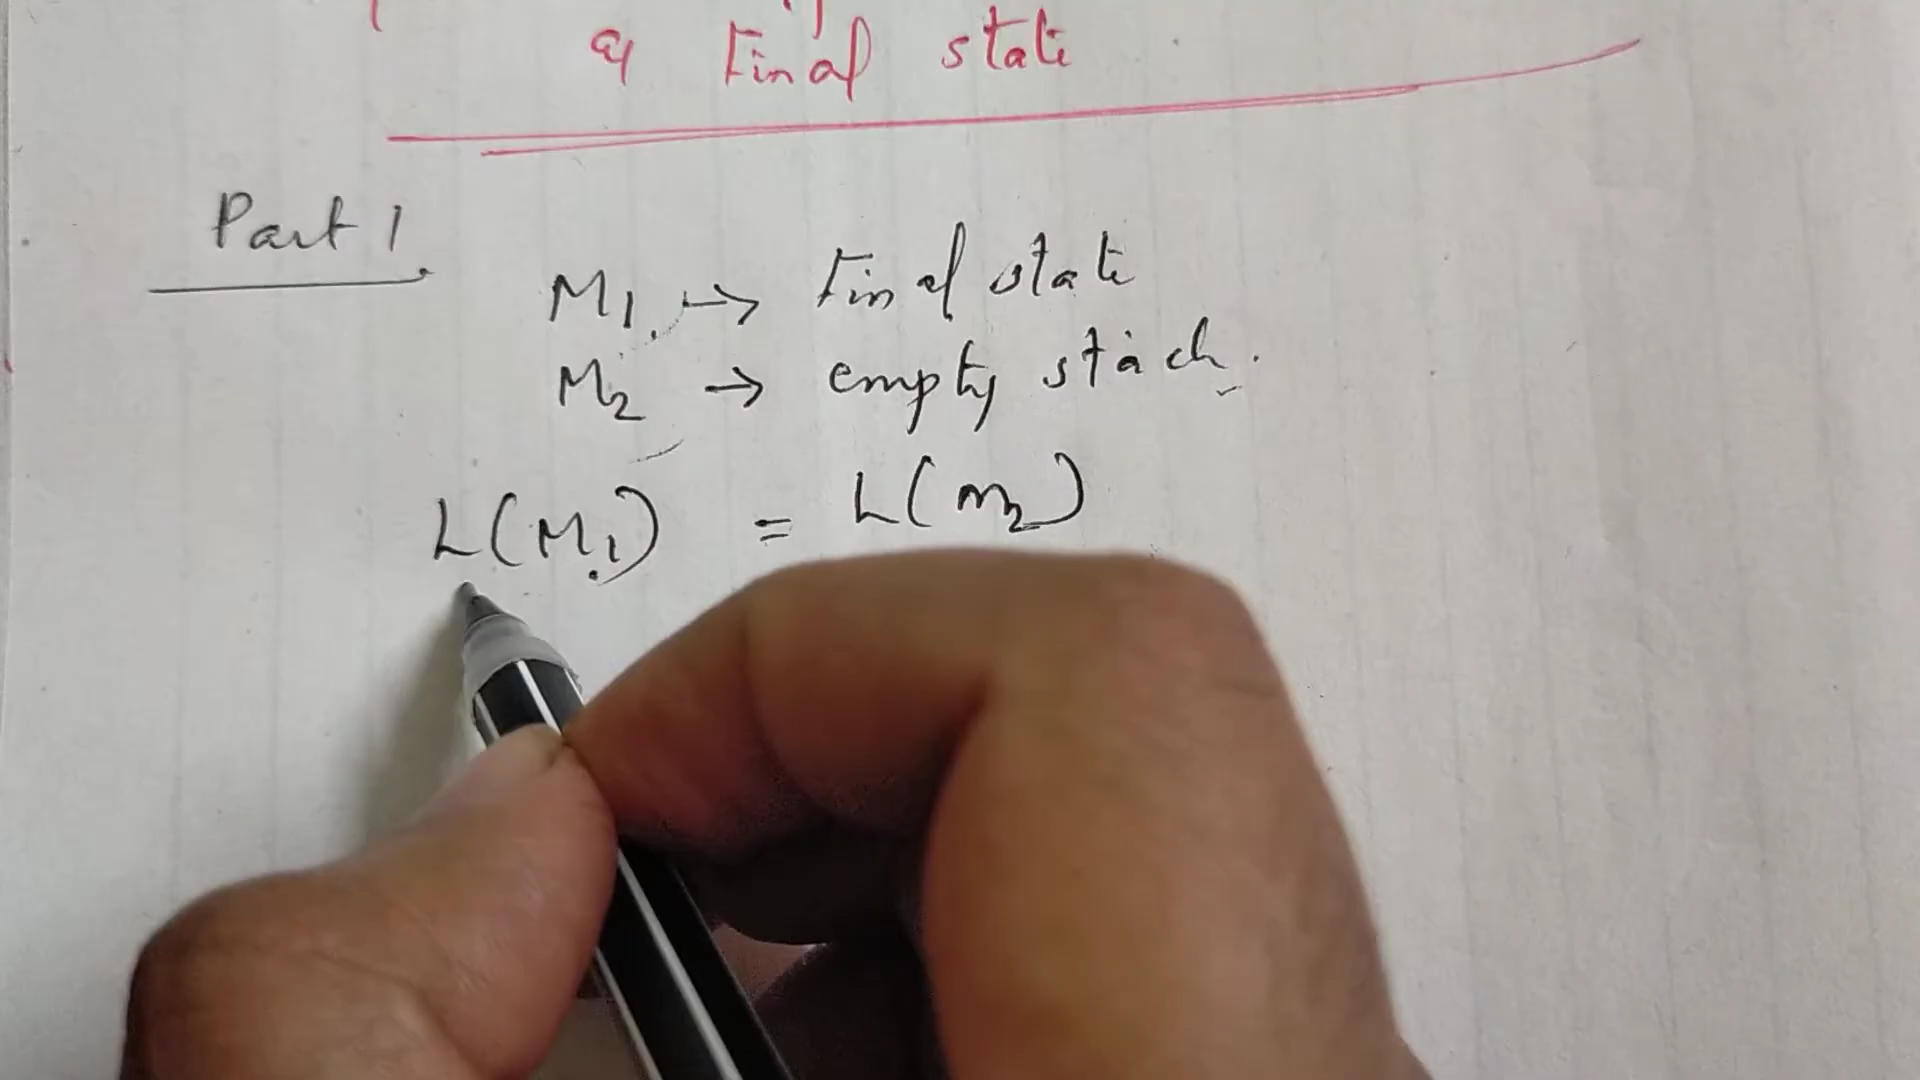 & Final state
Part 1
M1 → Final state
M2 → empty stack.
L(M1) = L(M2)